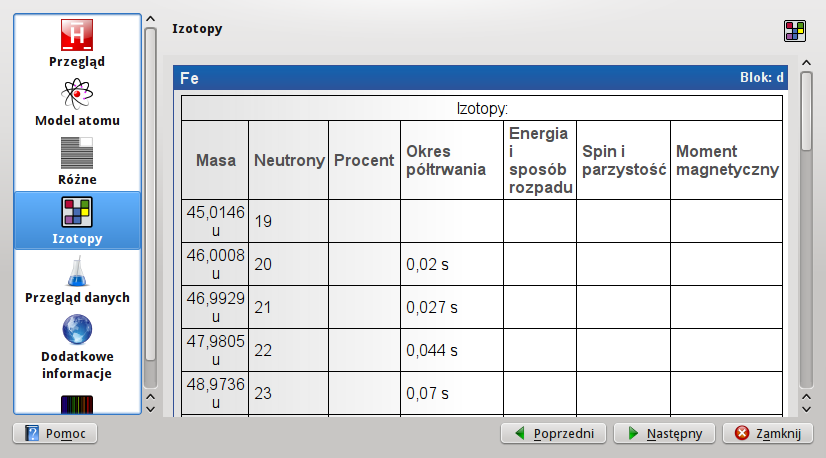 Przegląd
Model atomu
Różne
Izotopy
Przegląd danych
Dodatkowe
informacje
Pomoc
Izotopy
Fe Blok: d
Izotopy:
Masa Neutrony Procent Okres półtrwania Energia i sposób rozpadu Spin i parzystość Moment magnetyczny
45,0146 u 19
46,0008 u 20 0,02 s
46,9929 u 21 0,027 s
47,9805 u 22 0,044 s
48,9736 u 23 0,07 s
Poprzedni Następny Zamknij